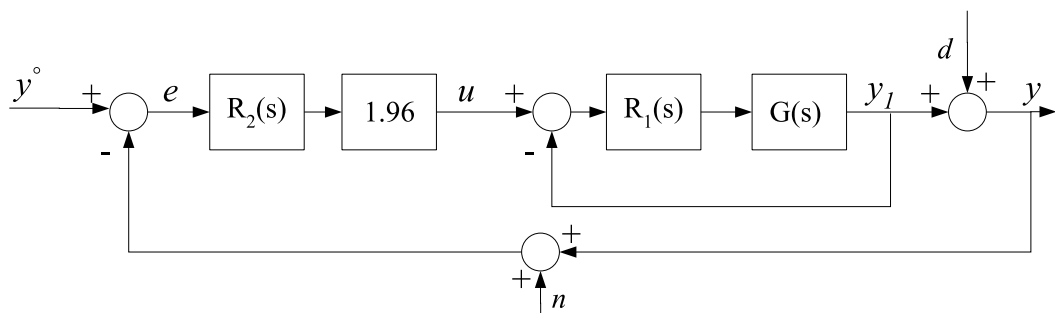 d
y° + e R₂(s) 1.96 u + R₁(s) G(s) y₁ + + y
- -
+
+
n